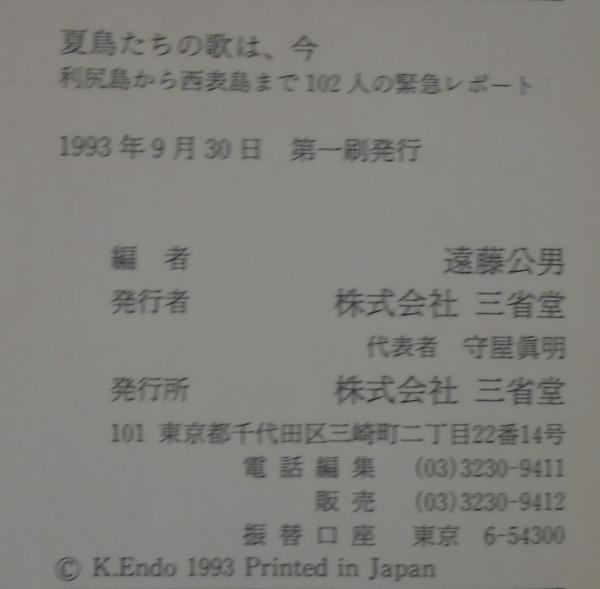 夏鳥たちの歌は、今
利尻島から西表島まで102人の緊急レポート
1993年9月30日 第一刷発行
編 者 遠藤公男
発行者 株式会社 三省堂
代表者 守屋眞明
発行所 株式会社 三省堂
101 東京都千代田区三崎町二丁目22番14号
電話編集 (03)3230-9411
販売 (03)3230-9412
振替口座 東京 6-54300
© K.Endo 1993 Printed in Japan